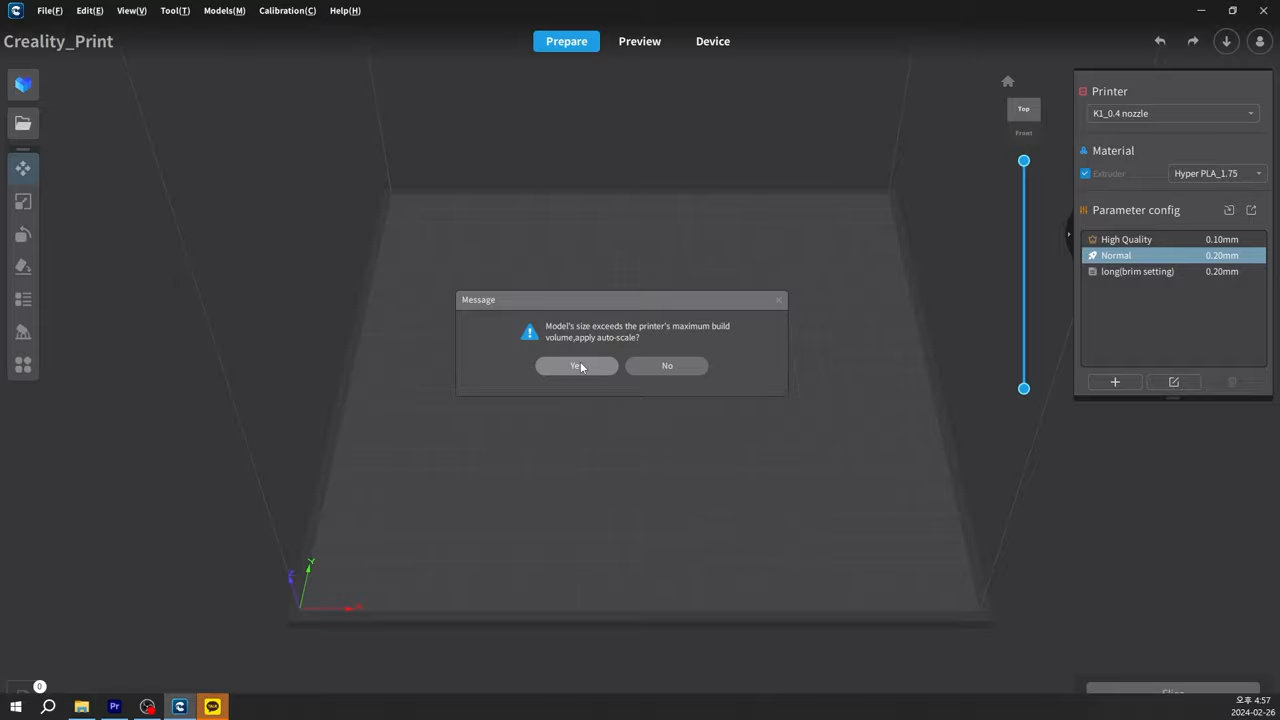 File(F) Edit(E) View(V) Tool(T) Models(M) Calibration(C) Help(H)
Creality_Print
Prepare Preview Device
Top
Front
Printer
K1_0.4 nozzle
Material
Extruder Hyper PLA_1.75
Parameter config
High Quality 0.10mm
Normal 0.20mm
long(brim setting) 0.20mm
Message
Model's size exceeds the printer's maximum build
volume,apply auto-scale?
Yes No
Z
Y
X
0
Pr
TALK
오후 4:57
2024-02-26